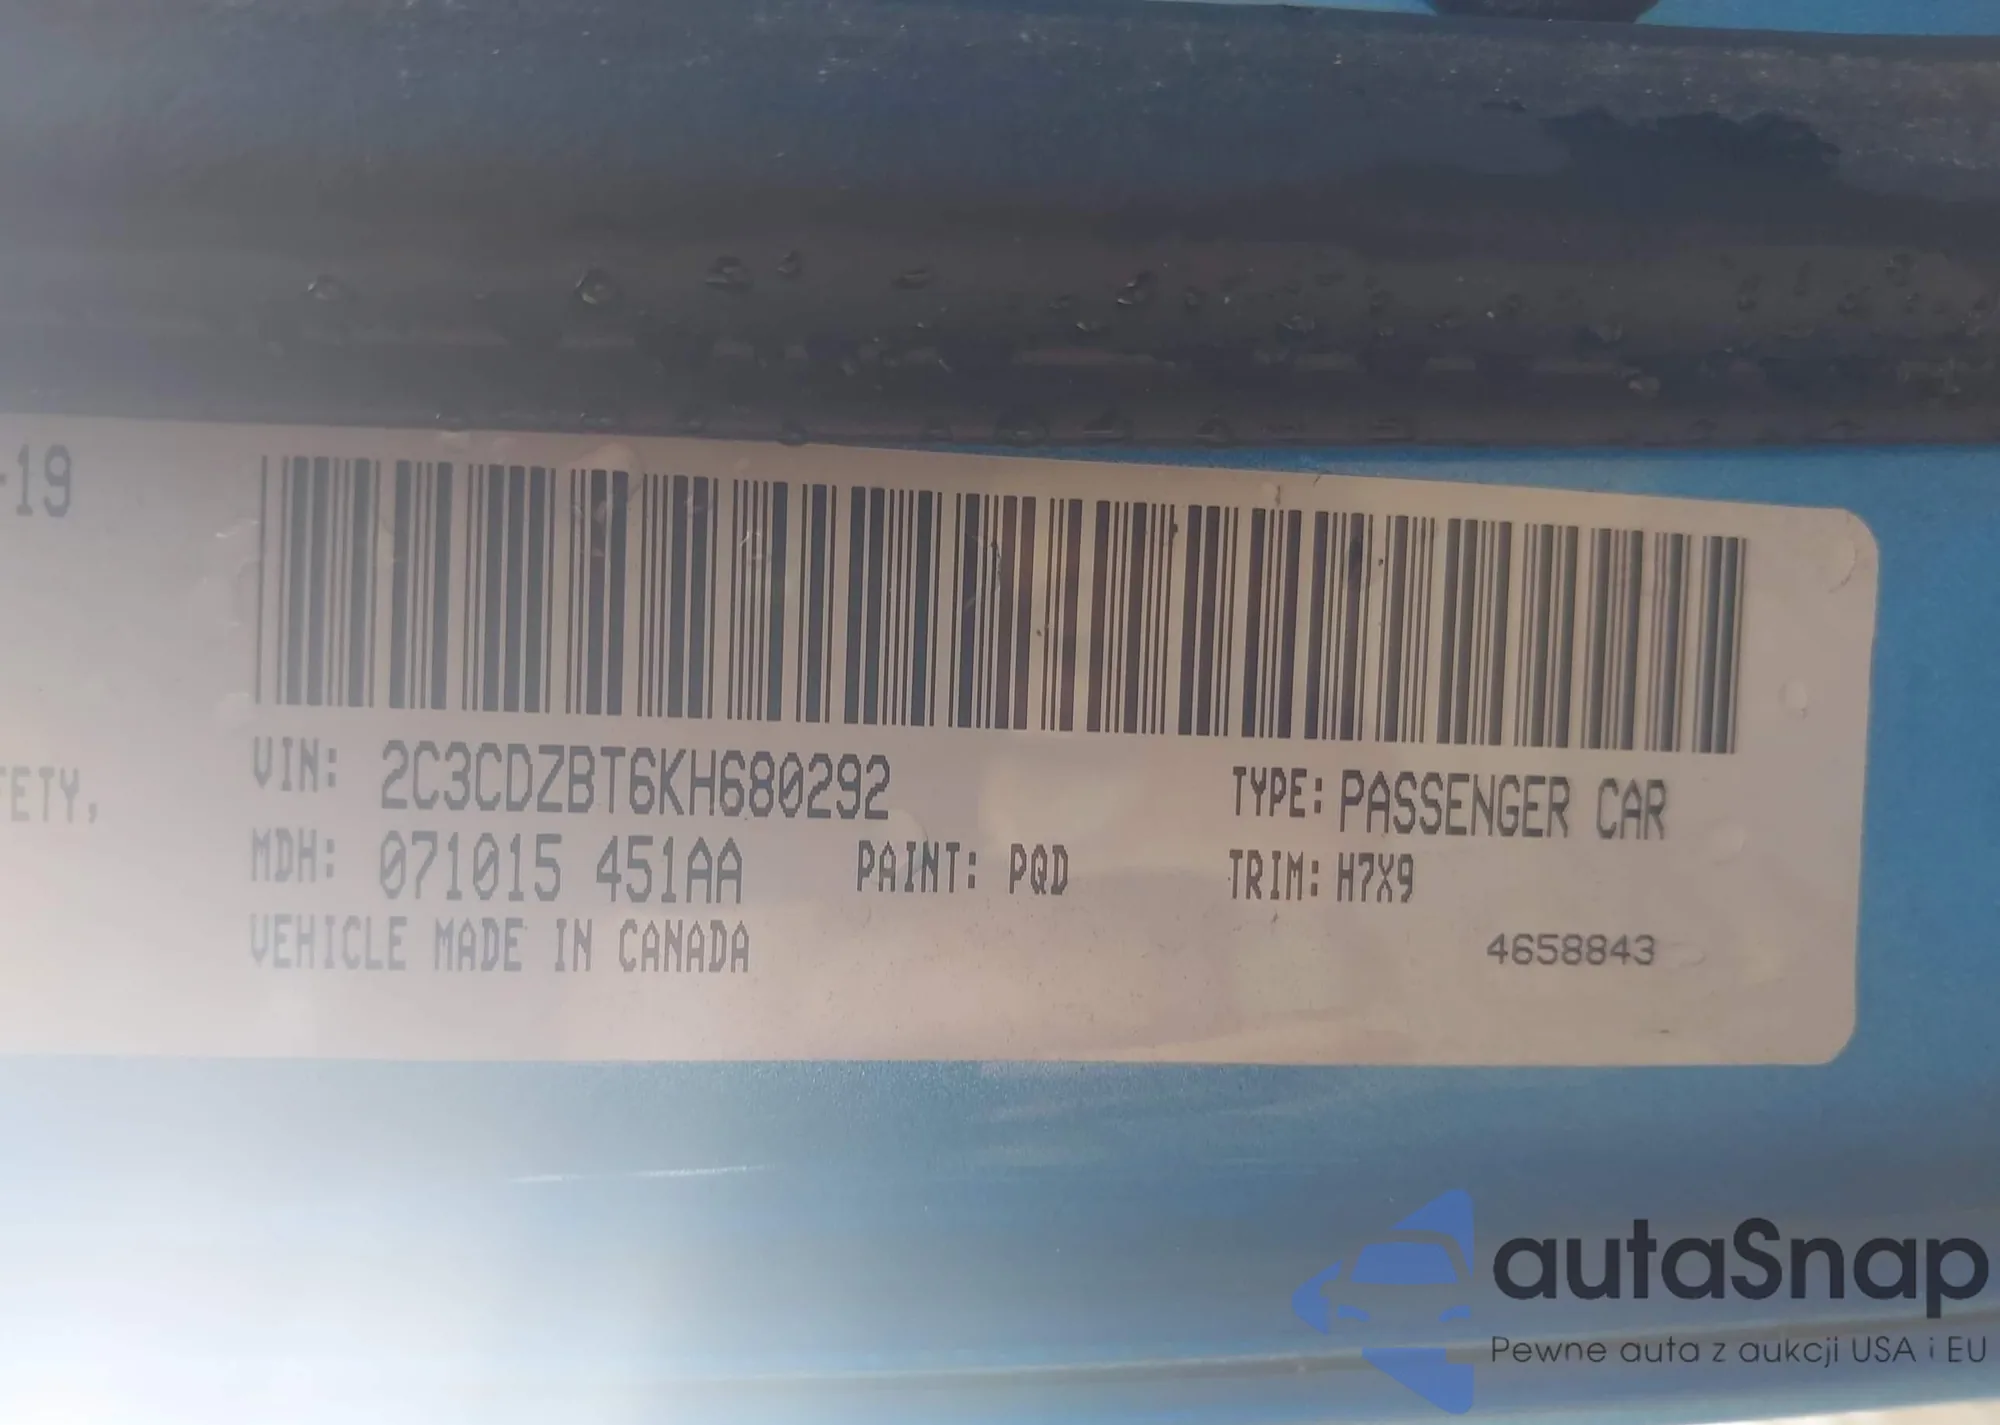 -19
FETY,
VIN: 2C3CDZBT6KH680292
TYPE: PASSENGER CAR
MDH: 071015 451AA
PAINT: PQD
TRIM: H7X9
VEHICLE MADE IN CANADA
4658843
autaSnap
Pewne auta z aukcji USA i EU